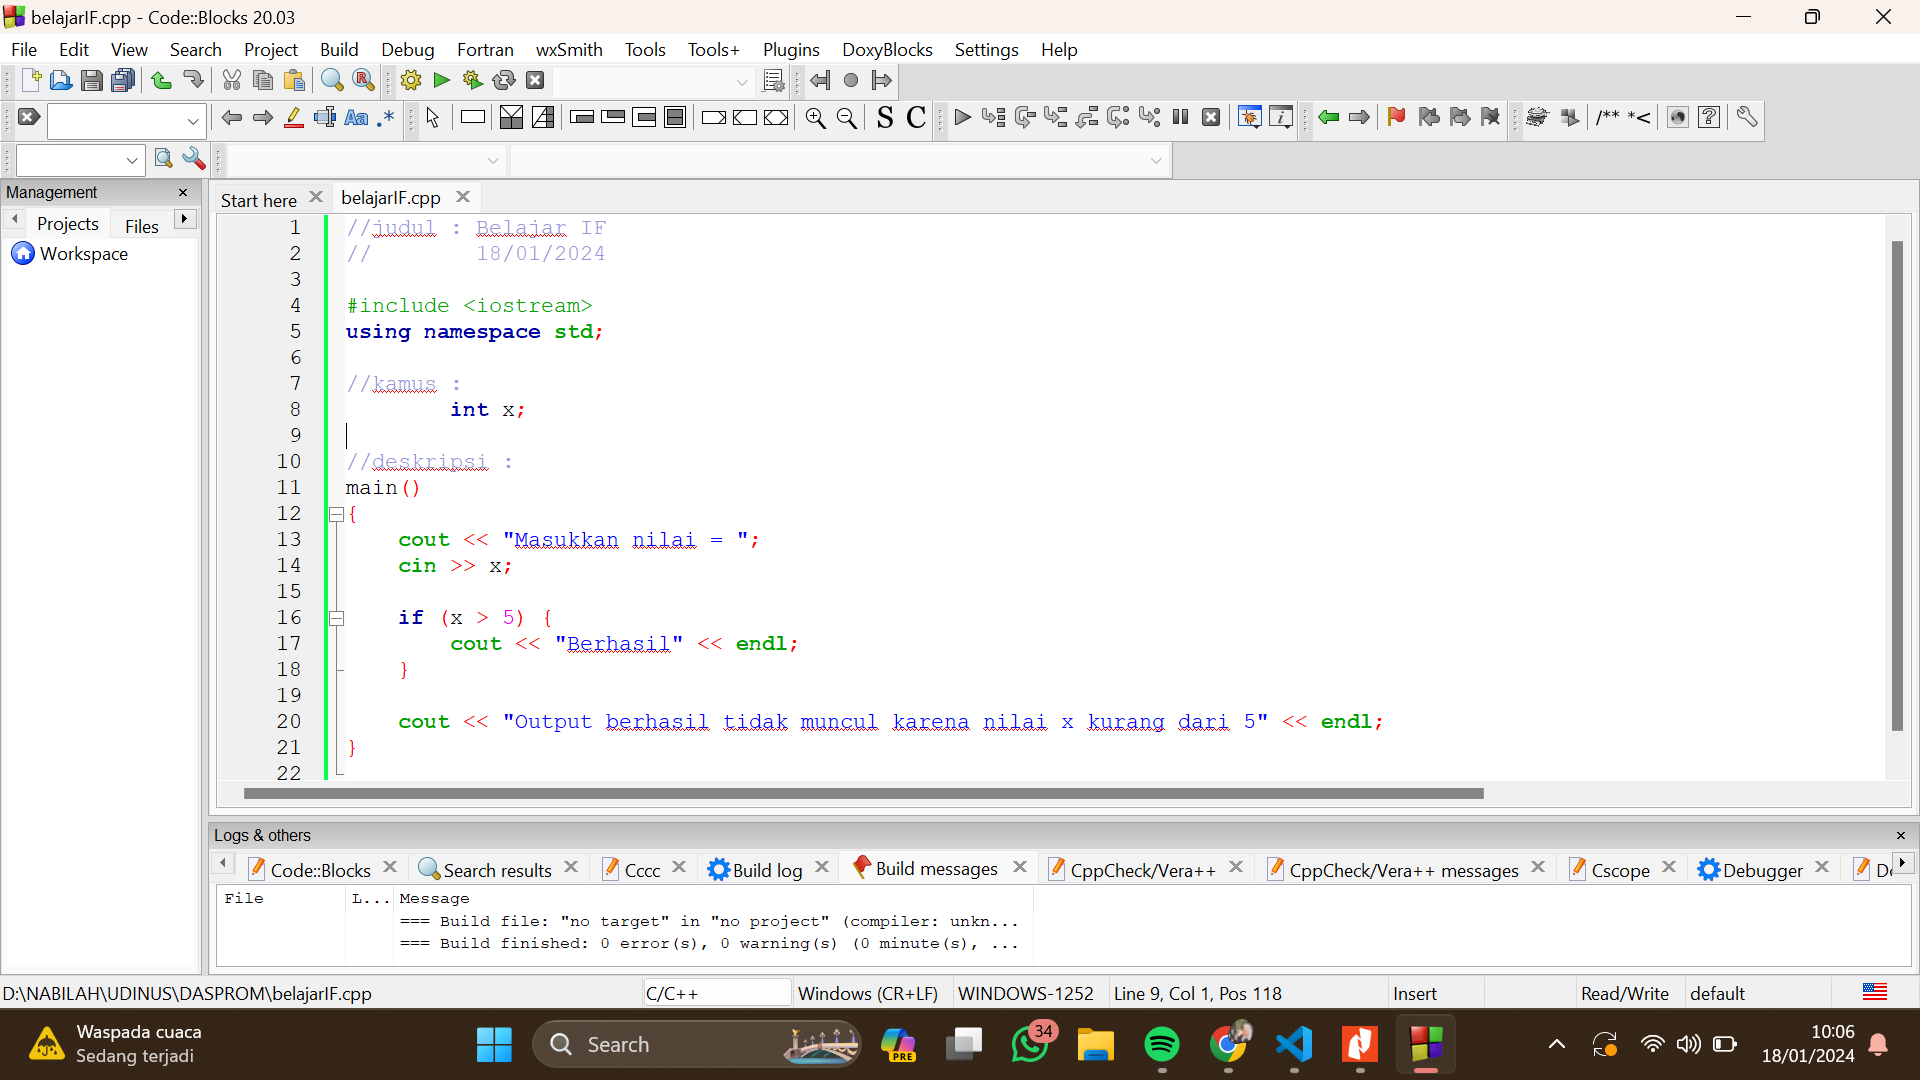 belajarIF.cpp - Code::Blocks 20.03
File Edit View Search Project Build Debug Fortran wxSmith Tools Tools+ Plugins DoxyBlocks Settings Help
Aa .* S C /** *<
Management
Projects Files
Workspace
Start here belajarIF.cpp
1 //judul : Belajar IF
2 // 18/01/2024
3
4 #include <iostream>
5 using namespace std;
6
7 //kamus :
8 int x;
9
10 //deskripsi :
11 main()
12 {
13 cout << "Masukkan nilai = ";
14 cin >> x;
15
16 if (x > 5) {
17 cout << "Berhasil" << endl;
18 }
19
20 cout << "Output berhasil tidak muncul karena nilai x kurang dari 5" << endl;
21 }
22
Logs & others
Code::Blocks Search results Cccc Build log Build messages CppCheck/Vera++ CppCheck/Vera++ messages Cscope Debugger
File L... Message
=== Build file: "no target" in "no project" (compiler: unkn...
=== Build finished: 0 error(s), 0 warning(s) (0 minute(s), ...
D:\NABILAH\UDINUS\DASPROM\belajarIF.cpp C/C++ Windows (CR+LF) WINDOWS-1252 Line 9, Col 1, Pos 118 Insert Read/Write default
Waspada cuaca
Sedang terjadi
Search
PRE
34
10:06
18/01/2024